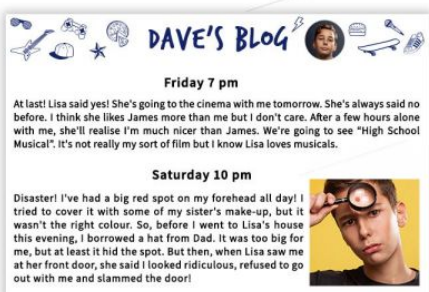 DAVE'S BLOG
Friday 7 pm
At last! Lisa said yes! She's going to the cinema with me tomorrow. She's always said no
before. I think she likes James more than me but I don't care. After a few hours alone
with me, she'll realise I'm much nicer than James. We're going to see "High School
Musical". It's not really my sort of film but I know Lisa loves musicals.
Saturday 10 pm
Disaster! I've had a big red spot on my forehead all day! I
tried to cover it with some of my sister's make-up, but it
wasn't the right colour. So, before I went to Lisa's house
this evening, I borrowed a hat from Dad. It was too big for
me, but at least it hid the spot. But then, when Lisa saw me
at her front door, she said I looked ridiculous, refused to go
out with me and slammed the door!